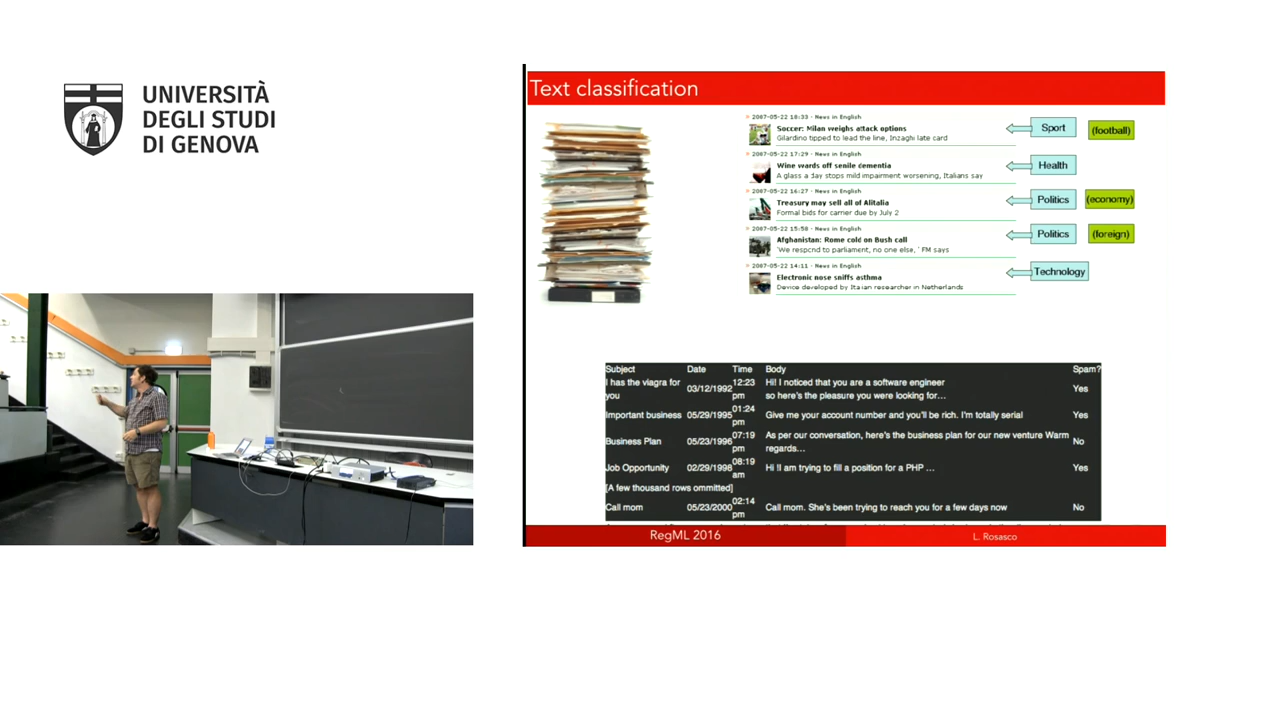 UNIVERSITÀ
DEGLI STUDI
DI GENOVA
Text classification
2007-05-22 18:33 · News in English
Soccer: Milan weighs attack options
Gilardino tipped to lead the line, Inzaghi late card
Sport
(football)
2007-05-22 17:29 · News in English
Wine wards off senile dementia
A glass a day stops mild impairment worsening, Italians say
Health
2007-05-22 16:27 · News in English
Treasury may sell all of Alitalia
Formal bids for carrier due by July 2
Politics
(economy)
2007-05-22 15:58 · News in English
Afghanistan: Rome cold on Bush call
'We respond to parliament, no one else,' FM says
Politics
(foreign)
2007-05-22 14:11 · News in English
Electronic nose sniffs asthma
Device developed by Italian researcher in Netherlands
Technology
Subject Date Time Body Spam?
I has the viagra for you 03/12/1992 12:23 pm Hi! I noticed that you are a software engineer
so here's the pleasure you were looking for... Yes
Important business 05/29/1995 01:24 pm Give me your account number and you'll be rich. I'm totally serial Yes
Business Plan 05/23/1996 07:19 pm As per our conversation, here's the business plan for our new venture Warm
regards... No
Job Opportunity 02/29/1998 08:19 am Hi !I am trying to fill a position for a PHP ... Yes
[A few thousand rows ommitted]
Call mom 05/23/2000 02:14 pm Call mom. She's been trying to reach you for a few days now No
RegML 2016
L. Rosasco